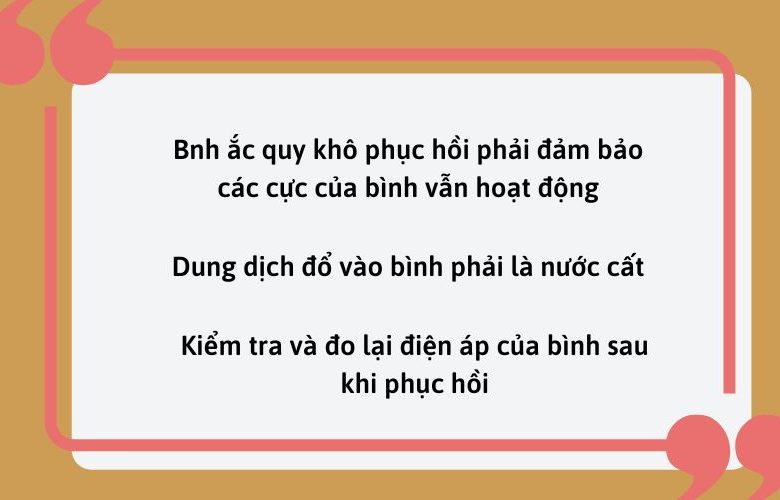 Bnh ắc quy khô phục hồi phải đảm bảo
các cực của bình vẫn hoạt động
Dung dịch đổ vào bình phải là nước cất
Kiểm tra và đo lại điện áp của bình sau
khi phục hồi